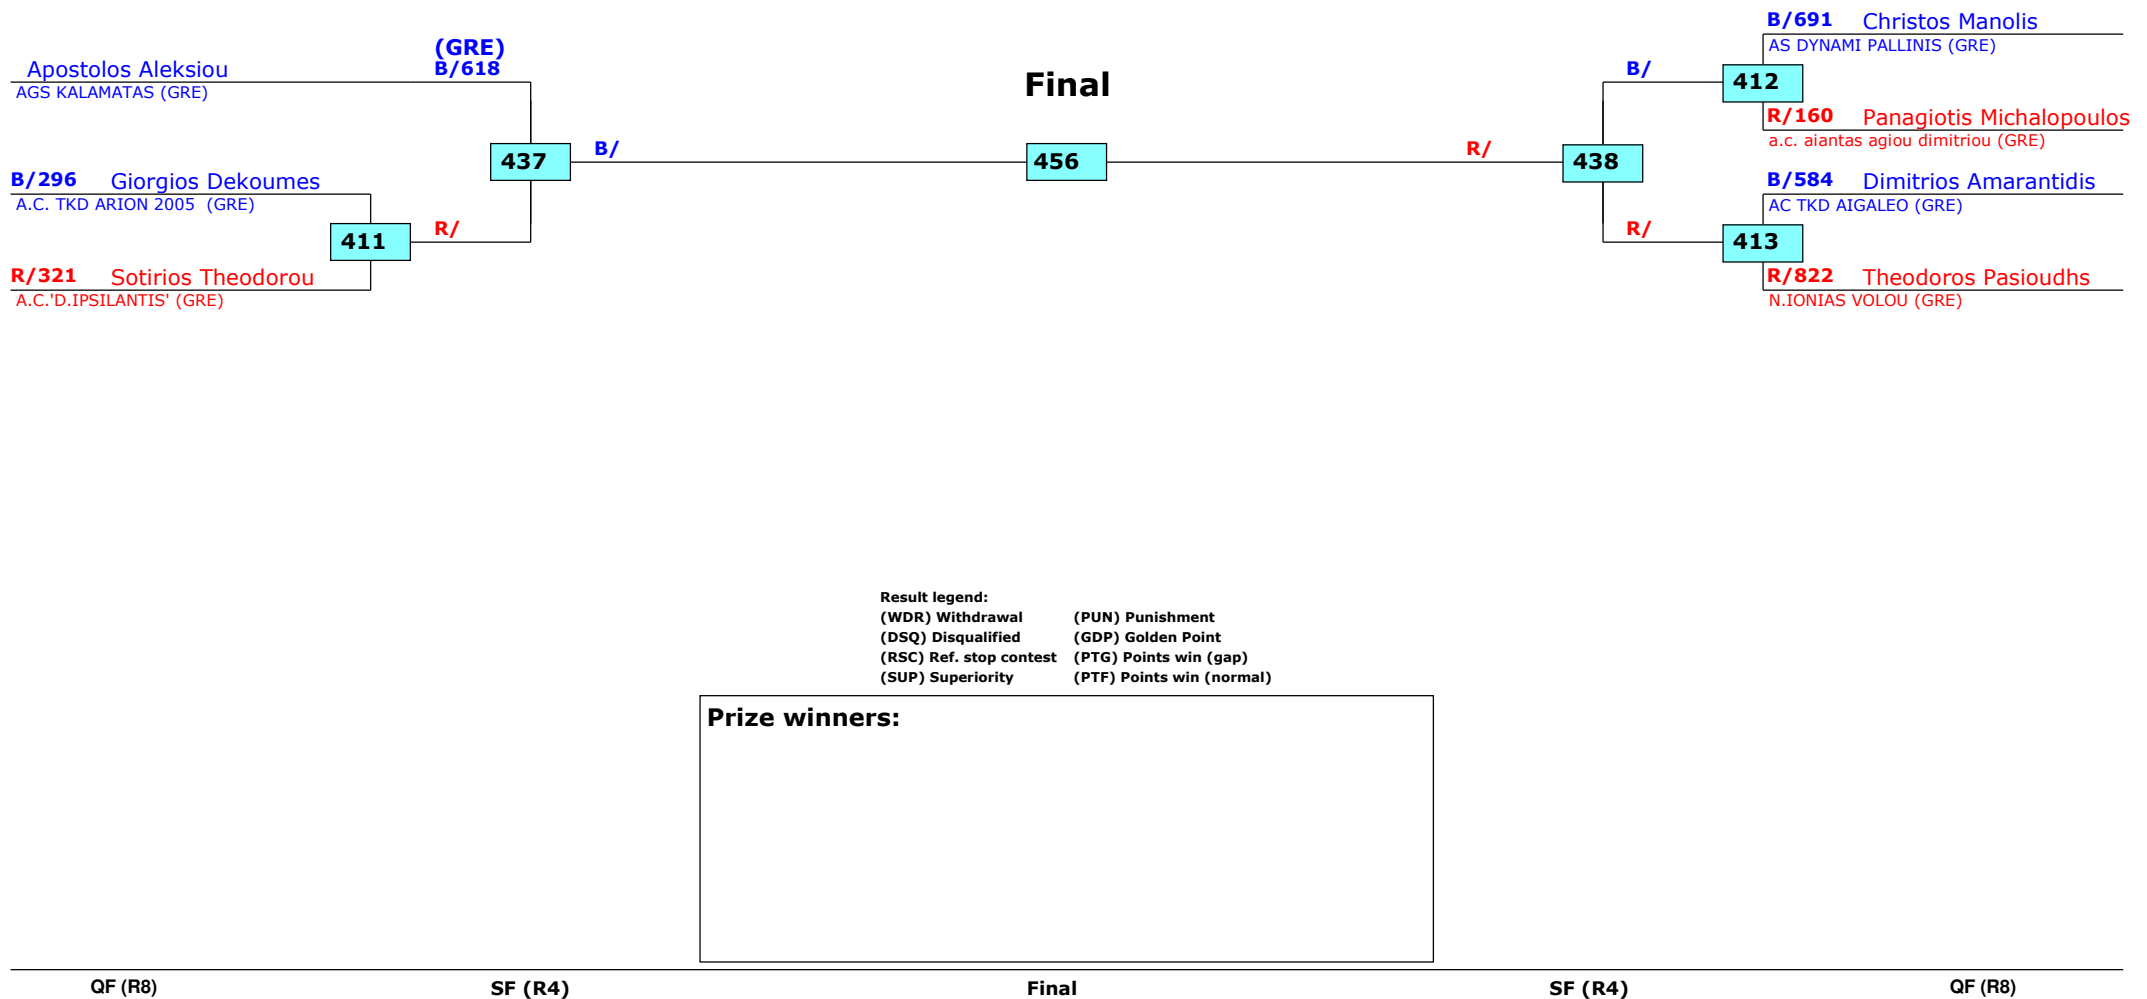 (GRE)
Apostolos Aleksiou B/618
AGS KALAMATAS (GRE)
437 B/
B/296 Giorgios Dekoumes
A.C. TKD ARION 2005 (GRE)
411 R/
R/321 Sotirios Theodorou
A.C.'D.IPSILANTIS' (GRE)
Final
456
B/691 Christos Manolis
AS DYNAMI PALLINIS (GRE)
B/ 412
R/160 Panagiotis Michalopoulos
a.c. aiantas agiou dimitriou (GRE)
R/ 438
B/584 Dimitrios Amarantidis
AC TKD AIGALEO (GRE)
R/ 413
R/822 Theodoros Pasioudhs
N.IONIAS VOLOU (GRE)
Result legend:
(WDR) Withdrawal (PUN) Punishment
(DSQ) Disqualified (GDP) Golden Point
(RSC) Ref. stop contest (PTG) Points win (gap)
(SUP) Superiority (PTF) Points win (normal)
Prize winners:
QF (R8) SF (R4) Final SF (R4) QF (R8)